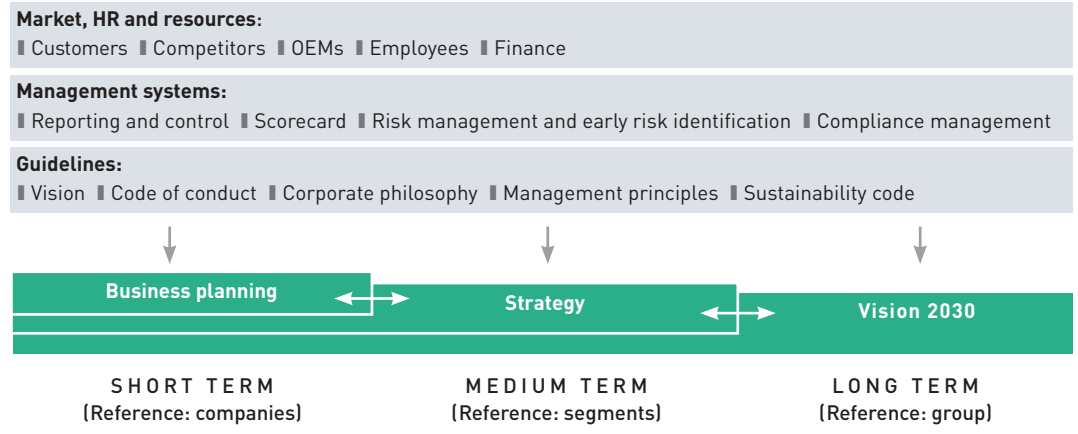 Market, HR and resources:
Customers Competitors OEMs Employees Finance
Management systems:
Reporting and control Scorecard Risk management and early risk identification Compliance management
Guidelines:
Vision Code of conduct Corporate philosophy Management principles Sustainability code
Business planning
Strategy
Vision 2030
SHORT TERM
(Reference: companies)
MEDIUM TERM
(Reference: segments)
LONG TERM
(Reference: group)